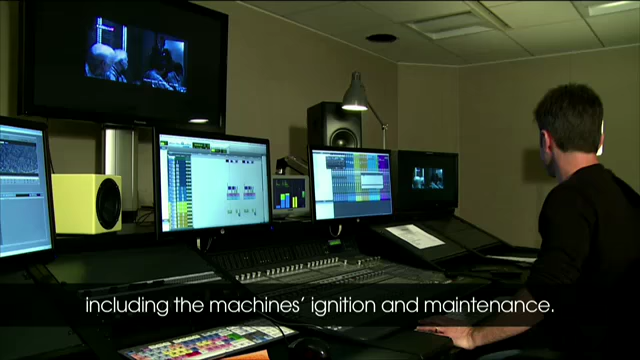 including the machines' ignition and maintenance.